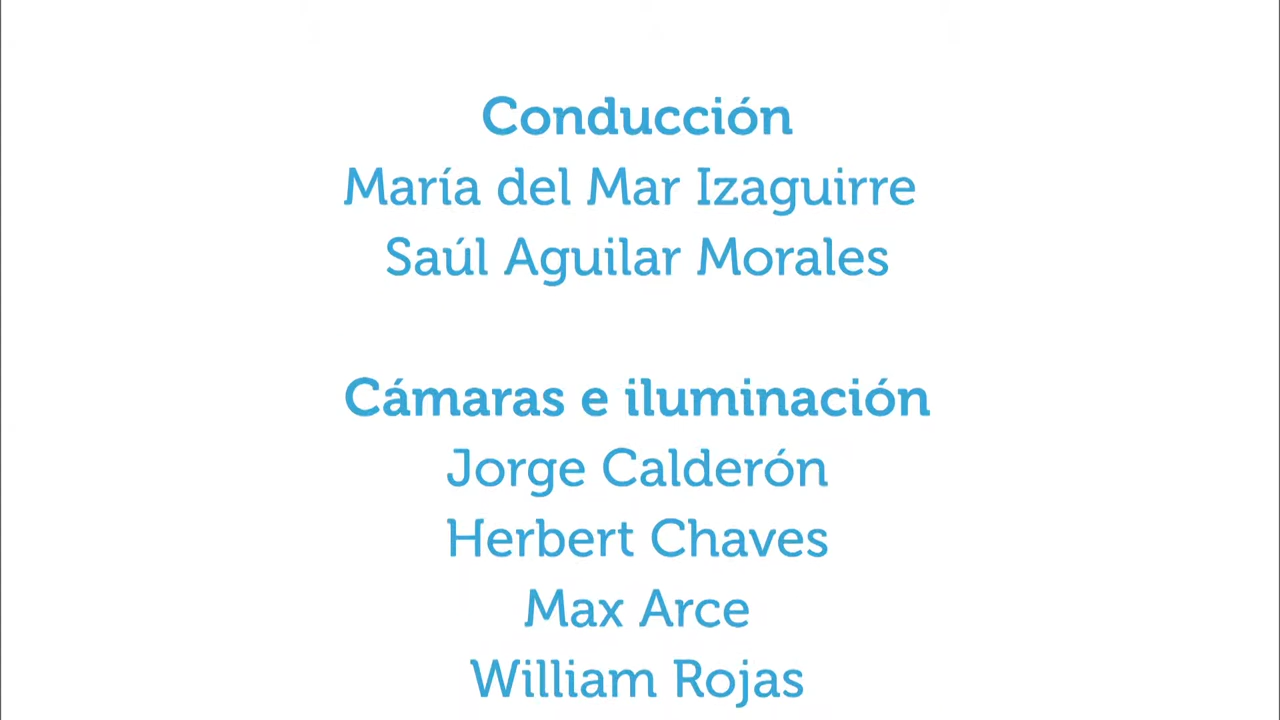 Conducción
María del Mar Izaguirre
Saúl Aguilar Morales
Cámaras e iluminación
Jorge Calderón
Herbert Chaves
Max Arce
William Rojas